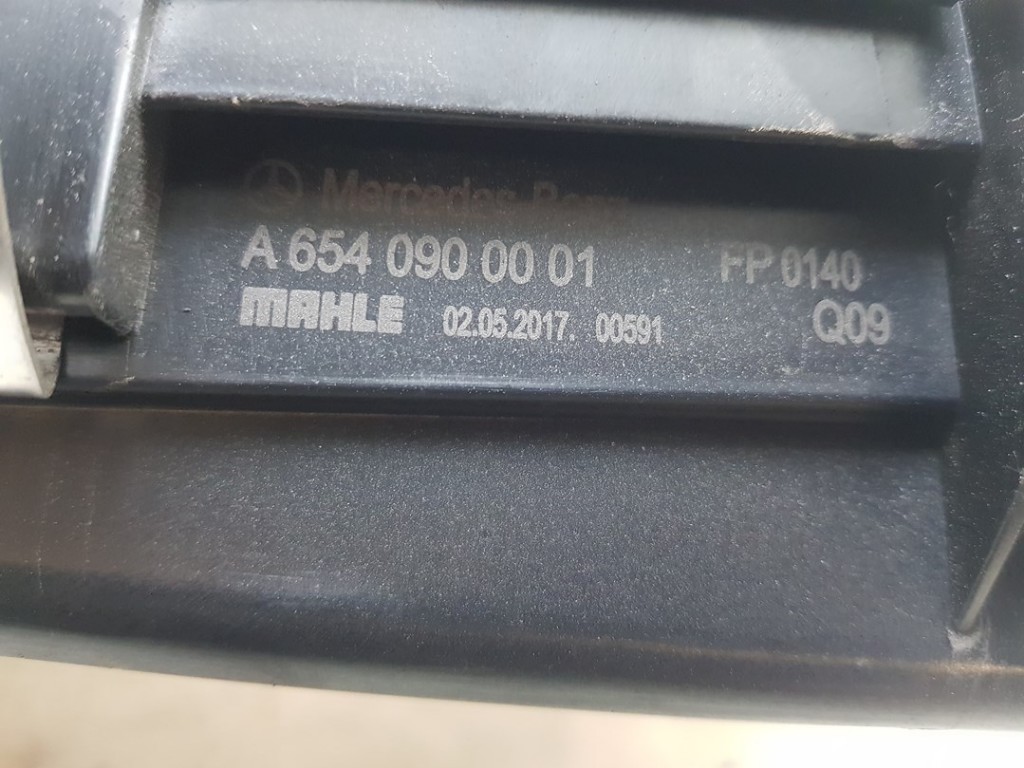 Mercedes-Benz
A 654 090 00 01 FP 0140
MAHLE 02.05.2017. 00591 Q09